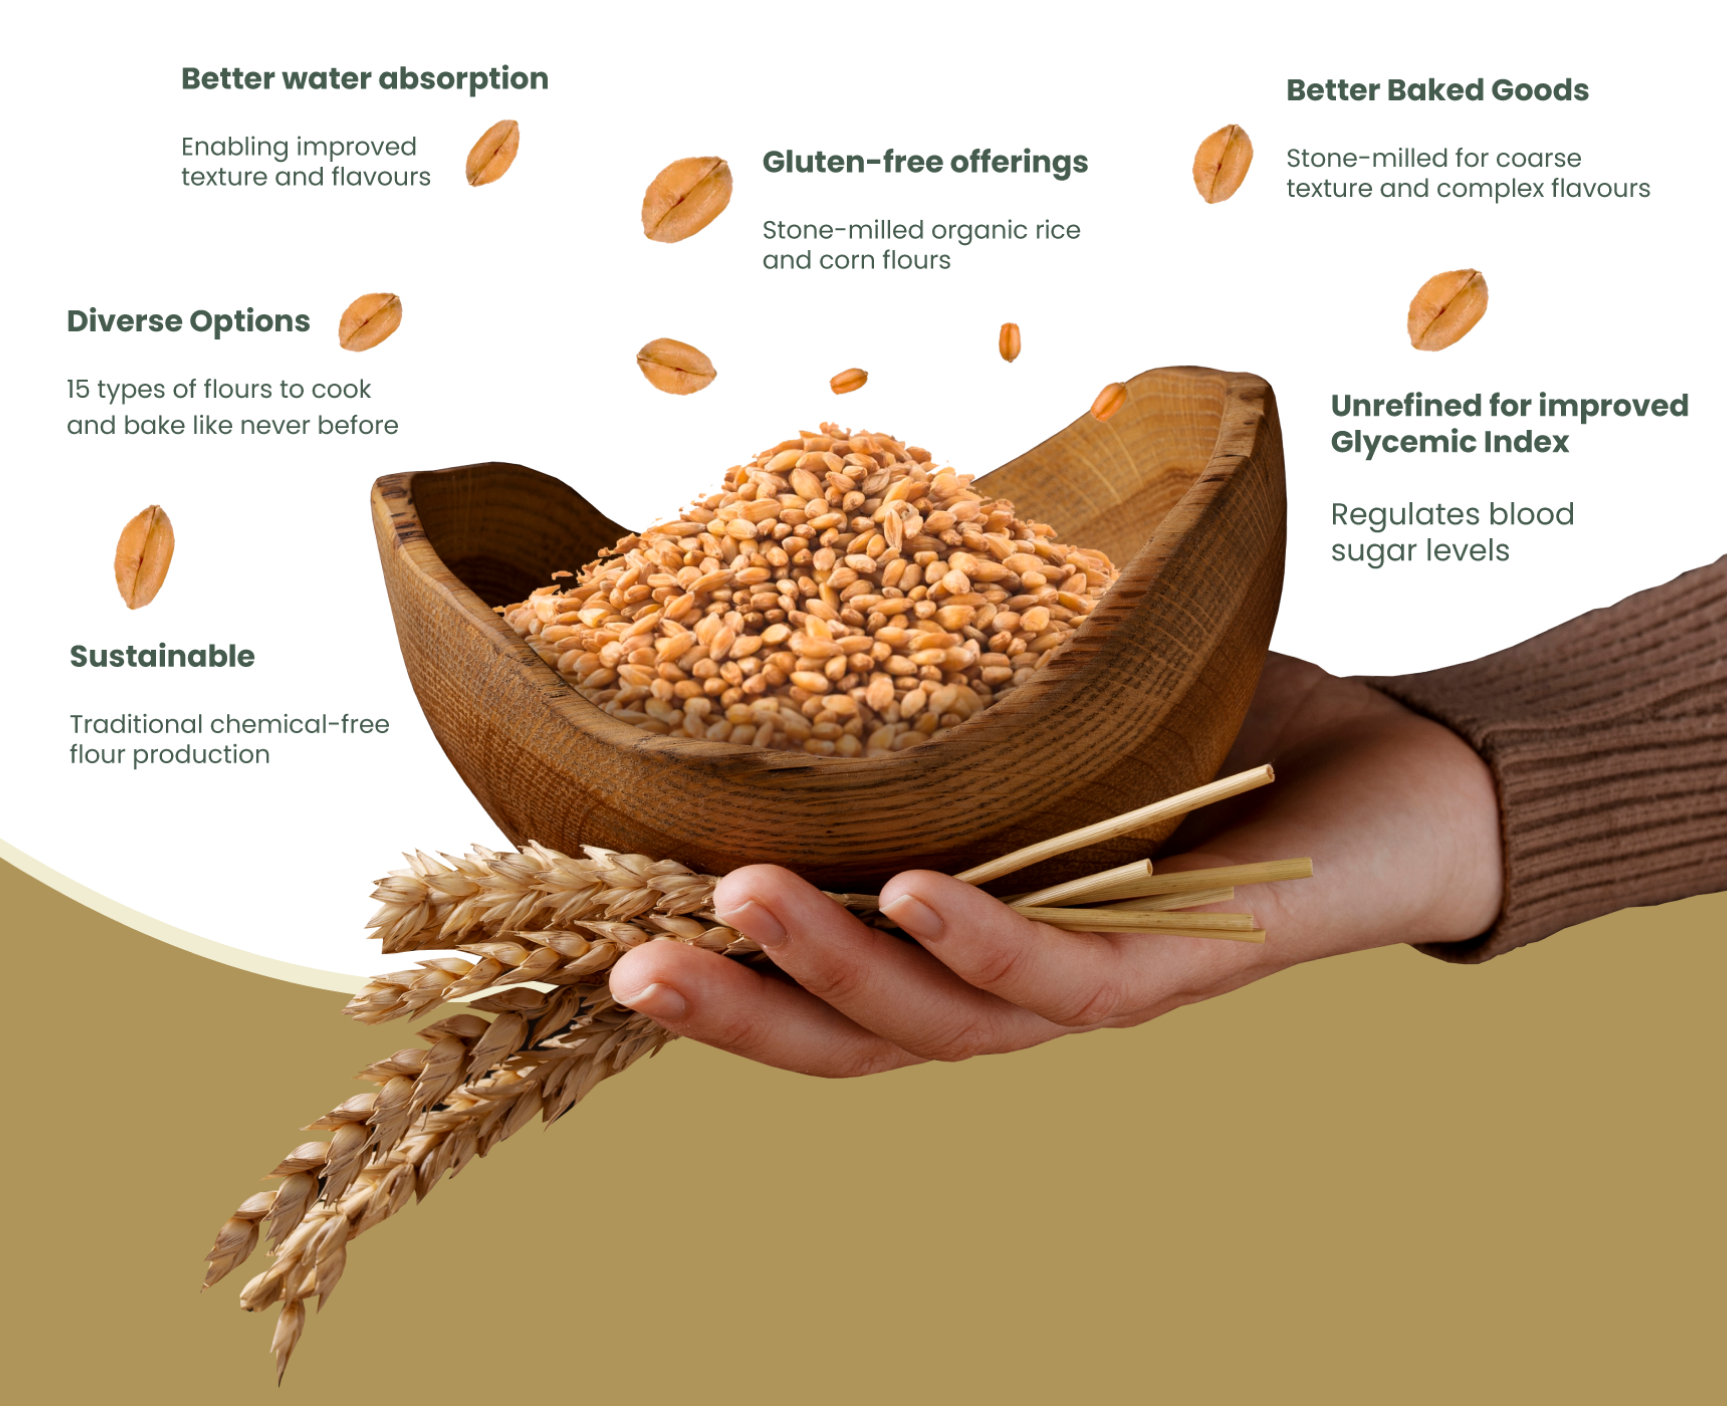 Better water absorption
Enabling improved
texture and flavours
Gluten-free offerings
Stone-milled organic rice
and corn flours
Better Baked Goods
Stone-milled for coarse
texture and complex flavours
Diverse Options
15 types of flours to cook
and bake like never before
Unrefined for improved
Glycemic Index
Regulates blood
sugar levels
Sustainable
Traditional chemical-free
flour production